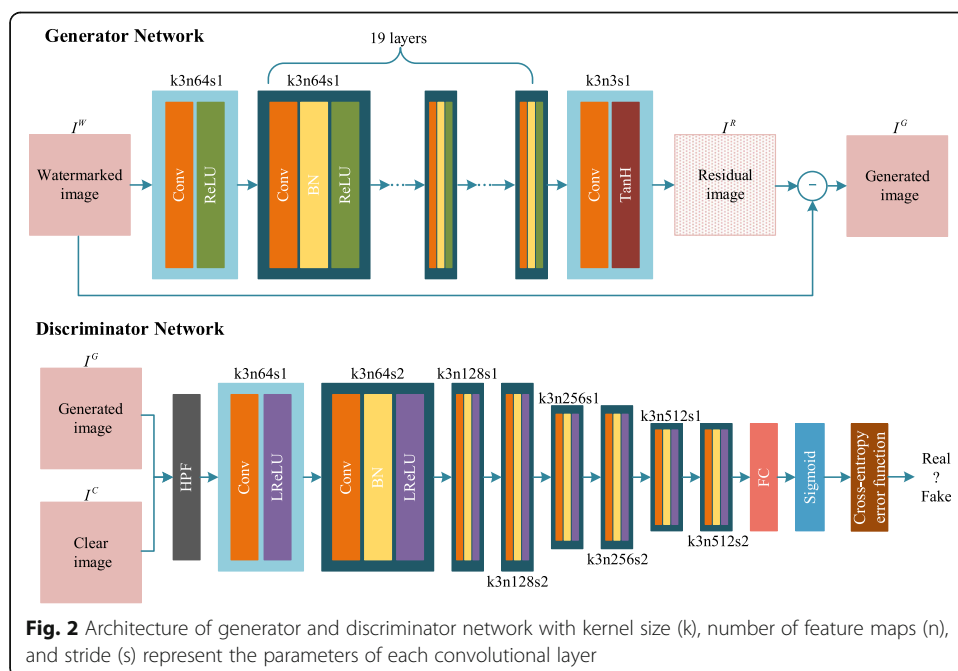 Generator Network
19 layers
k3n64s1
k3n64s1
k3n3s1
I^W
I^R
I^G
Watermarked
image
Conv
ReLU
Conv
BN
ReLU
Conv
TanH
Residual
image
-
Generated
image
Discriminator Network
I^G
Generated
image
I^C
Clear
image
HPF
k3n64s1
Conv
LReLU
k3n64s2
Conv
BN
LReLU
k3n128s1
k3n128s2
k3n256s1
k3n256s2
k3n512s1
k3n512s2
FC
Sigmoid
Cross-entropy
error function
Real
?
Fake
Fig. 2 Architecture of generator and discriminator network with kernel size (k), number of feature maps (n),
and stride (s) represent the parameters of each convolutional layer